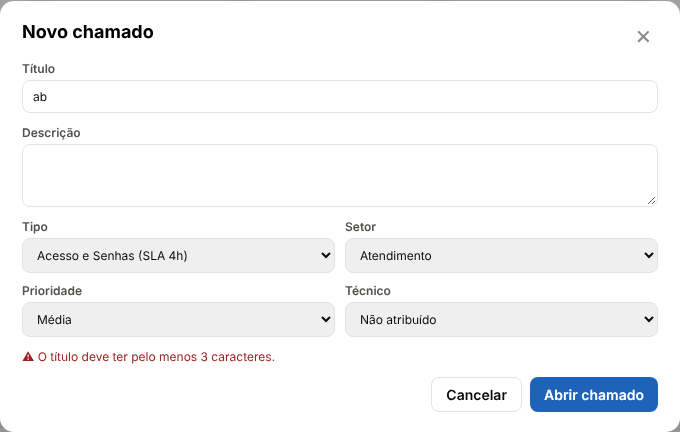 Novo chamado
Título
ab
Descrição
Tipo
Setor
Acesso e Senhas (SLA 4h)
Atendimento
Prioridade
Técnico
Média
Não atribuído
⚠ O título deve ter pelo menos 3 caracteres.
Cancelar
Abrir chamado